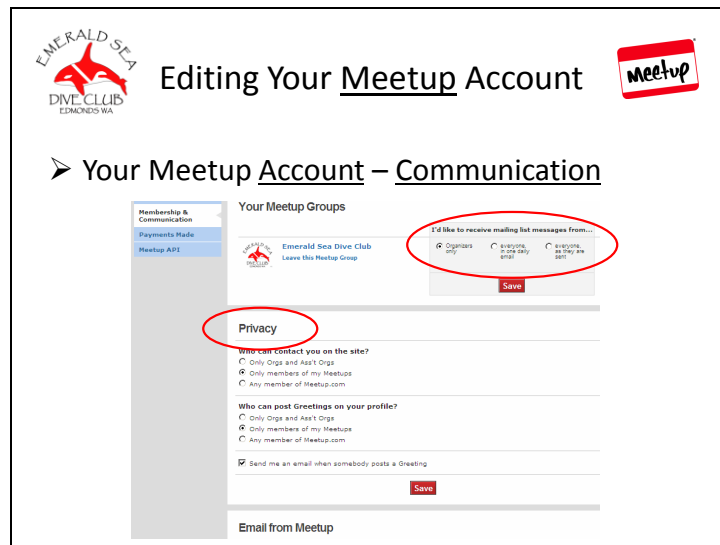 EMERALD SEA
DIVE CLUB
EDMONDS WA
Editing Your Meetup Account
Meetup
➢ Your Meetup Account – Communication
Membership & Communication
Payments Made
Meetup API
Your Meetup Groups
I'd like to receive mailing list messages from...
EMERALD SEA
DIVE CLUB
Emerald Sea Dive Club
Leave this Meetup Group
Organizers only
everyone, in one daily email
everyone, as they are sent
Save
Privacy
Who can contact you on the site?
Only Orgs and Ass't Orgs
Only members of my Meetups
Any member of Meetup.com
Who can post Greetings on your profile?
Only Orgs and Ass't Orgs
Only members of my Meetups
Any member of Meetup.com
Send me an email when somebody posts a Greeting
Save
Email from Meetup